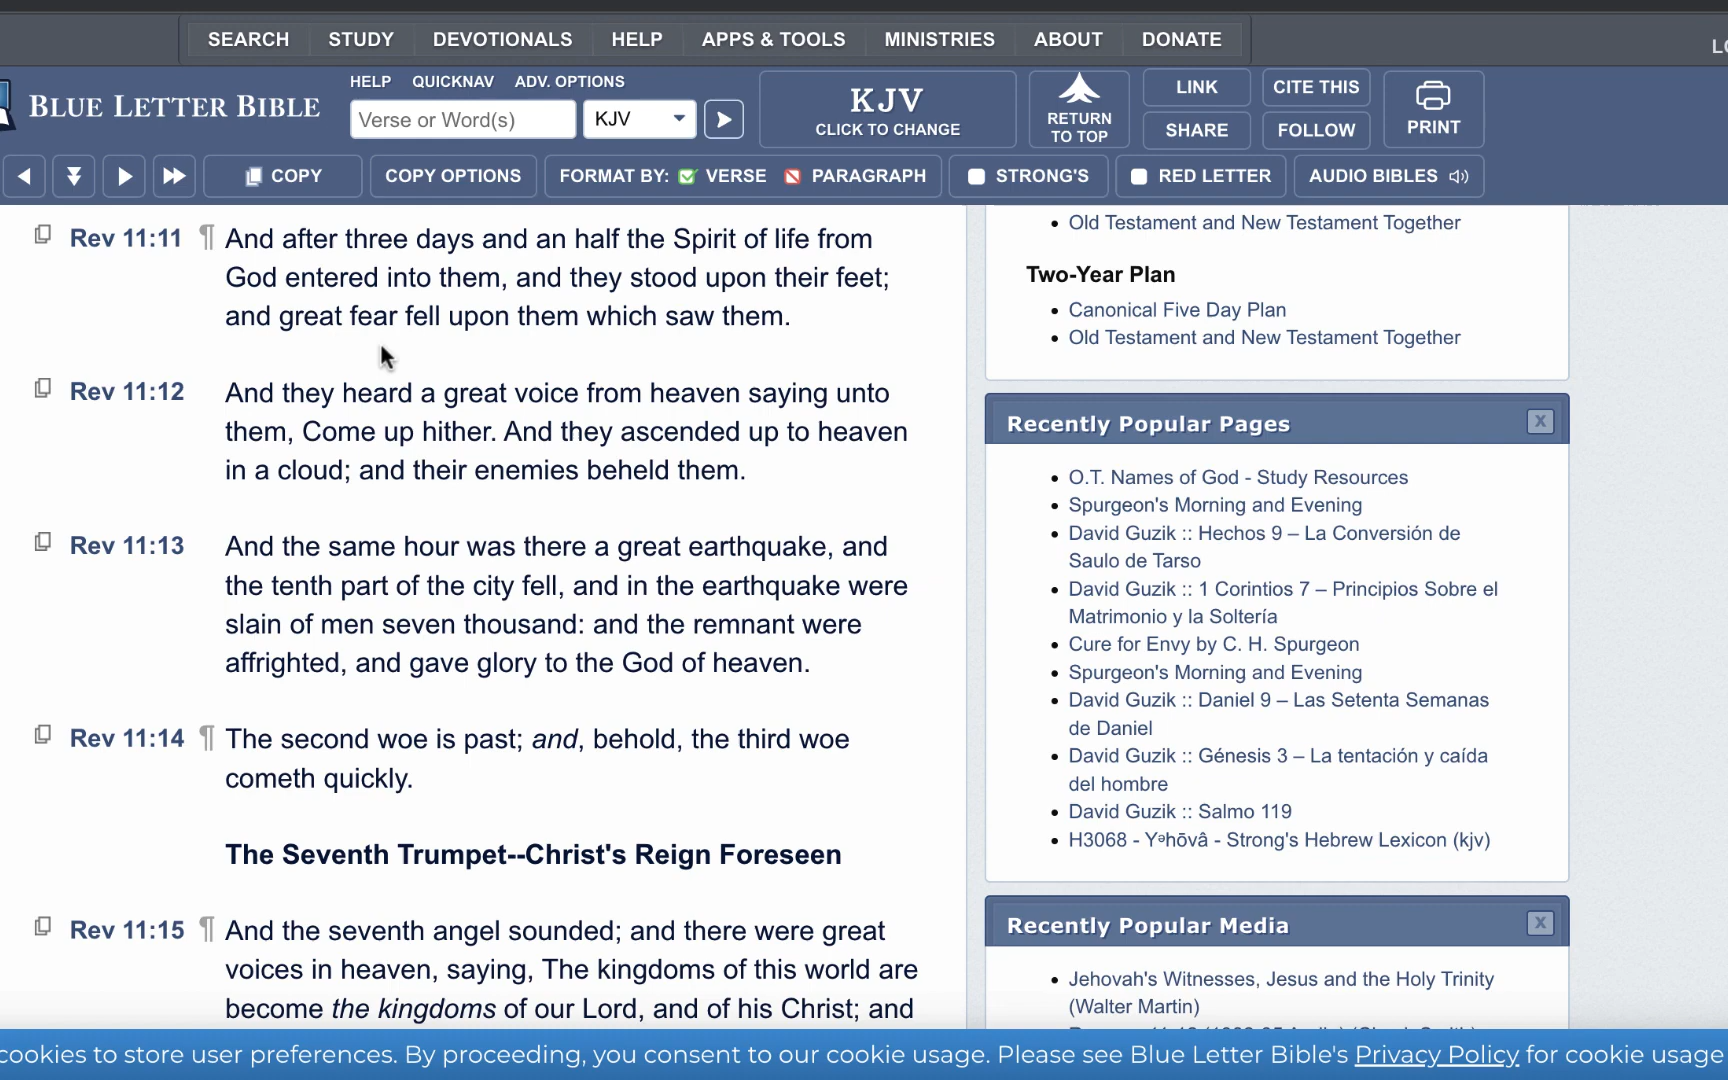 SEARCH STUDY DEVOTIONALS HELP APPS & TOOLS MINISTRIES ABOUT DONATE
BLUE LETTER BIBLE
HELP QUICKNAV ADV. OPTIONS
Verse or Word(s) KJV
KJV
CLICK TO CHANGE
RETURN
TO TOP
LINK CITE THIS
SHARE FOLLOW
PRINT
COPY COPY OPTIONS FORMAT BY: VERSE PARAGRAPH STRONG'S RED LETTER AUDIO BIBLES
Rev 11:11 ¶ And after three days and an half the Spirit of life from
God entered into them, and they stood upon their feet;
and great fear fell upon them which saw them.
Rev 11:12 And they heard a great voice from heaven saying unto
them, Come up hither. And they ascended up to heaven
in a cloud; and their enemies beheld them.
Rev 11:13 And the same hour was there a great earthquake, and
the tenth part of the city fell, and in the earthquake were
slain of men seven thousand: and the remnant were
affrighted, and gave glory to the God of heaven.
Rev 11:14 ¶ The second woe is past; and, behold, the third woe
cometh quickly.
The Seventh Trumpet--Christ's Reign Foreseen
Rev 11:15 ¶ And the seventh angel sounded; and there were great
voices in heaven, saying, The kingdoms of this world are
become the kingdoms of our Lord, and of his Christ; and
• Old Testament and New Testament Together
Two-Year Plan
• Canonical Five Day Plan
• Old Testament and New Testament Together
Recently Popular Pages X
• O.T. Names of God - Study Resources
• Spurgeon's Morning and Evening
• David Guzik :: Hechos 9 – La Conversión de
Saulo de Tarso
• David Guzik :: 1 Corintios 7 – Principios Sobre el
Matrimonio y la Soltería
• Cure for Envy by C. H. Spurgeon
• Spurgeon's Morning and Evening
• David Guzik :: Daniel 9 – Las Setenta Semanas
de Daniel
• David Guzik :: Génesis 3 – La tentación y caída
del hombre
• David Guzik :: Salmo 119
• H3068 - Yᵊhōvâ - Strong's Hebrew Lexicon (kjv)
Recently Popular Media X
• Jehovah's Witnesses, Jesus and the Holy Trinity
(Walter Martin)
cookies to store user preferences. By proceeding, you consent to our cookie usage. Please see Blue Letter Bible's Privacy Policy for cookie usage